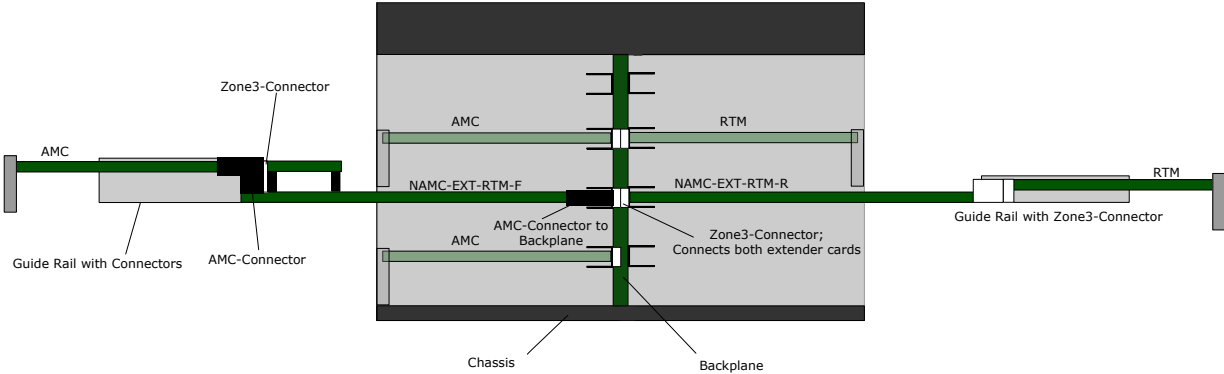 Zone3-Connector
AMC
RTM
AMC
RTM
NAMC-EXT-RTM-F
NAMC-EXT-RTM-R
Guide Rail with Zone3-Connector
AMC-Connector to
Backplane
Zone3-Connector;
Connects both extender cards
AMC
Guide Rail with Connectors
AMC-Connector
Chassis
Backplane